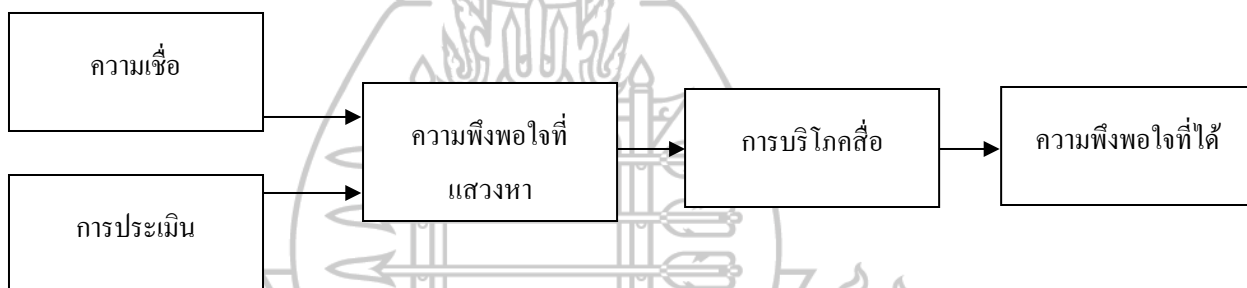 ความเชื่อ
การประเมิน
ความพึงพอใจที่
แสวงหา
การบริโภคสื่อ
ความพึงพอใจที่ได้